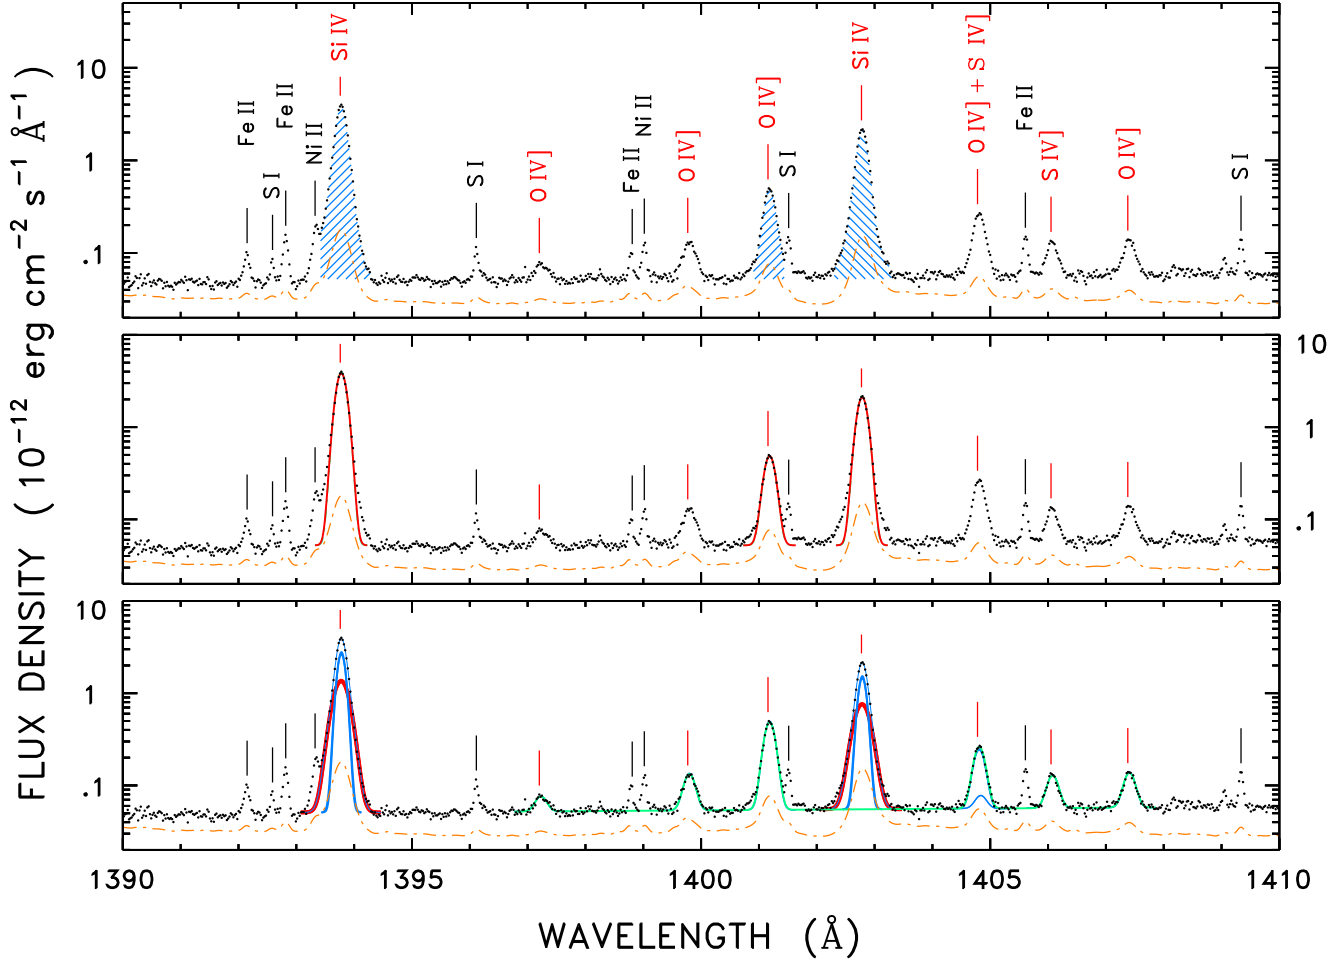 FLUX DENSITY ( 10⁻¹² erg cm⁻² s⁻¹ Å⁻¹ )
10
1
.1
Fe II
S I
Fe II
Ni II
Si IV
S I
O IV]
Fe II
Ni II
O IV]
O IV]
S I
Si IV
O IV] + S IV]
Fe II
S IV]
O IV]
S I
10
1
.1
10
1
.1
1390
1395
1400
1405
1410
WAVELENGTH (Å)